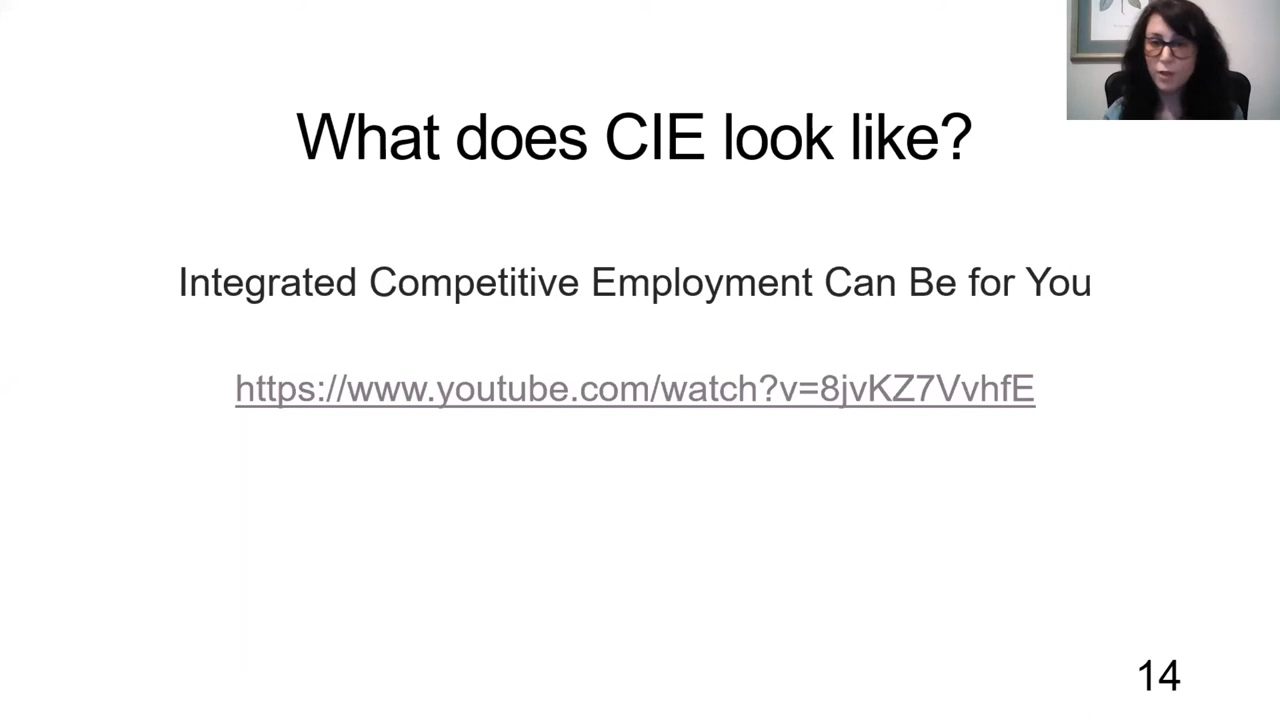 What does CIE look like?
Integrated Competitive Employment Can Be for You
https://www.youtube.com/watch?v=8jvKZ7VvhfE
14